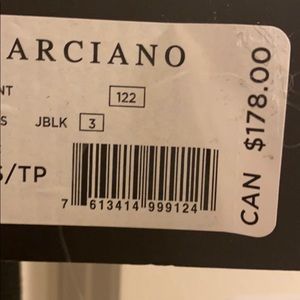 ARCIANO
NT 122
S JBLK 3
S/TP
7 613414 999124
CAN $178.00